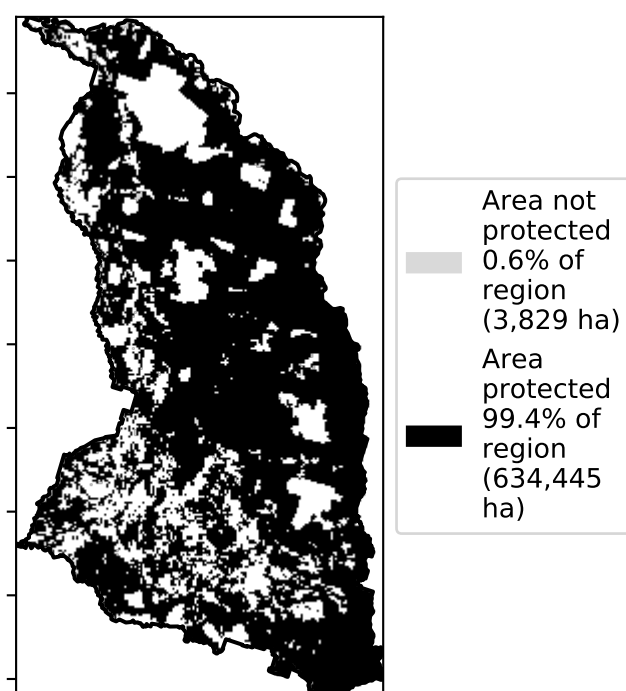 Area not
protected
0.6% of
region
(3,829 ha)
Area
protected
99.4% of
region
(634,445
ha)